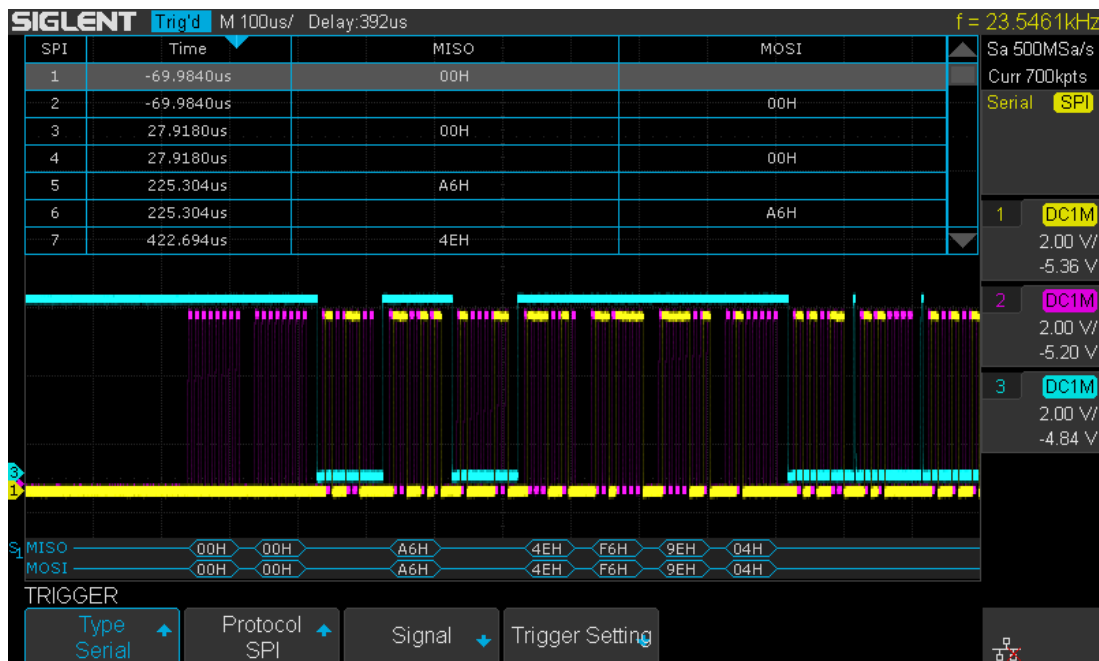 SIGLENT Trig'd M 100us/ Delay:392us f = 23.5461kHz
SPI Time MISO MOSI Sa 500MSa/s
1 -69.9840us 00H Curr 700kpts
2 -69.9840us 00H Serial SPI
3 27.9180us 00H
4 27.9180us 00H
5 225.304us A6H
6 225.304us A6H 1 DC1M
7 422.694us 4EH 2.00 V/
-5.36 V
2 DC1M
2.00 V/
-5.20 V
3 DC1M
2.00 V/
-4.84 V
3
1
S1 MISO 00H 00H A6H 4EH F6H 9EH 04H
MOSI 00H 00H A6H 4EH F6H 9EH 04H
TRIGGER
Type Protocol Signal Trigger Setting
Serial SPI